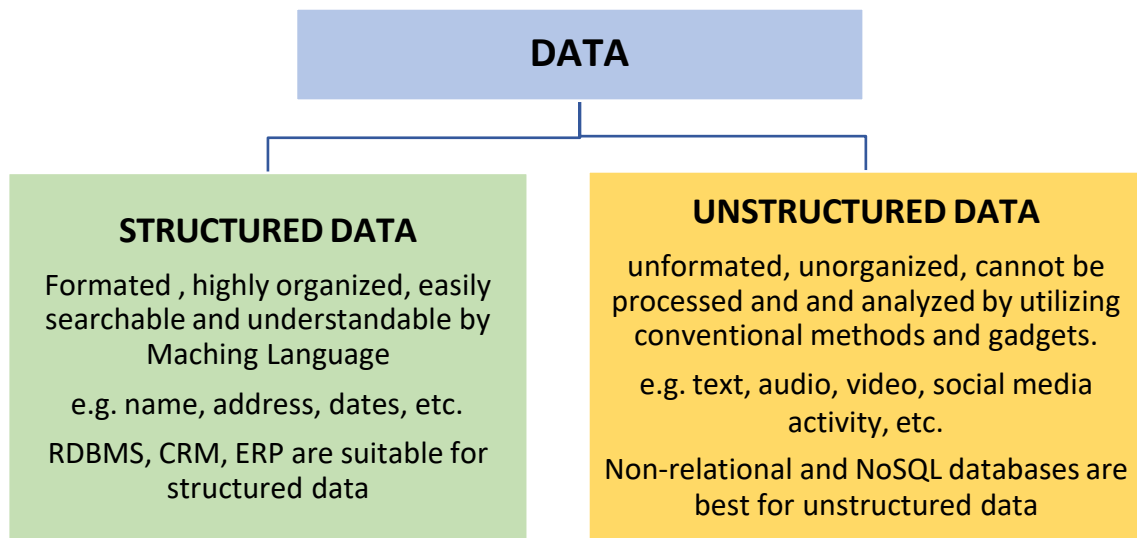 DATA
STRUCTURED DATA
Formated , highly organized, easily
searchable and understandable by
Maching Language
e.g. name, address, dates, etc.
RDBMS, CRM, ERP are suitable for
structured data
UNSTRUCTURED DATA
unformated, unorganized, cannot be
processed and and analyzed by utilizing
conventional methods and gadgets.
e.g. text, audio, video, social media
activity, etc.
Non-relational and NoSQL databases are
best for unstructured data